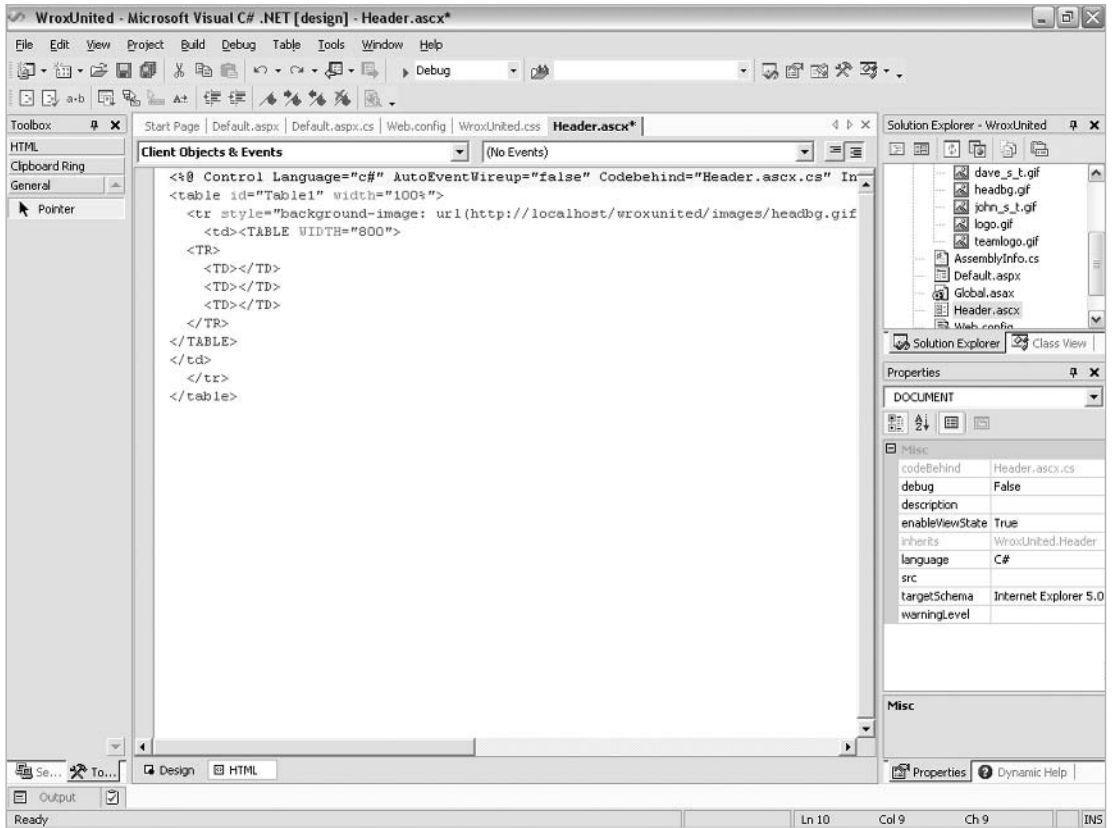 WroxUnited - Microsoft Visual C# .NET [design] - Header.ascx*
File Edit View Project Build Debug Table Tools Window Help
Debug
Toolbox
HTML
Clipboard Ring
General
Pointer
Start Page Default.aspx Default.aspx.cs Web.config WroxUnited.css Header.ascx*
Client Objects & Events (No Events)
<%@ Control Language="c#" AutoEventWireup="false" Codebehind="Header.ascx.cs" In
<table id="Table1" width="100%">
<tr style="background-image: url(http://localhost/wroxunited/images/headbg.gif
<td><TABLE WIDTH="800">
<TR>
<TD></TD>
<TD></TD>
<TD></TD>
</TR>
</TABLE>
</td>
</tr>
</table>
Design HTML
Se... To...
Output
Solution Explorer - WroxUnited
dave_s_t.gif
headbg.gif
john_s_t.gif
logo.gif
teamlogo.gif
AssemblyInfo.cs
Default.aspx
Global.asax
Header.ascx
Web.config
Solution Explorer Class View
Properties
DOCUMENT
Misc
codeBehind Header.ascx.cs
debug False
description
enableViewState True
inherits WroxUnited.Header
language C#
src
targetSchema Internet Explorer 5.0
warningLevel
Misc
Properties Dynamic Help
Ready Ln 10 Col 9 Ch 9 INS